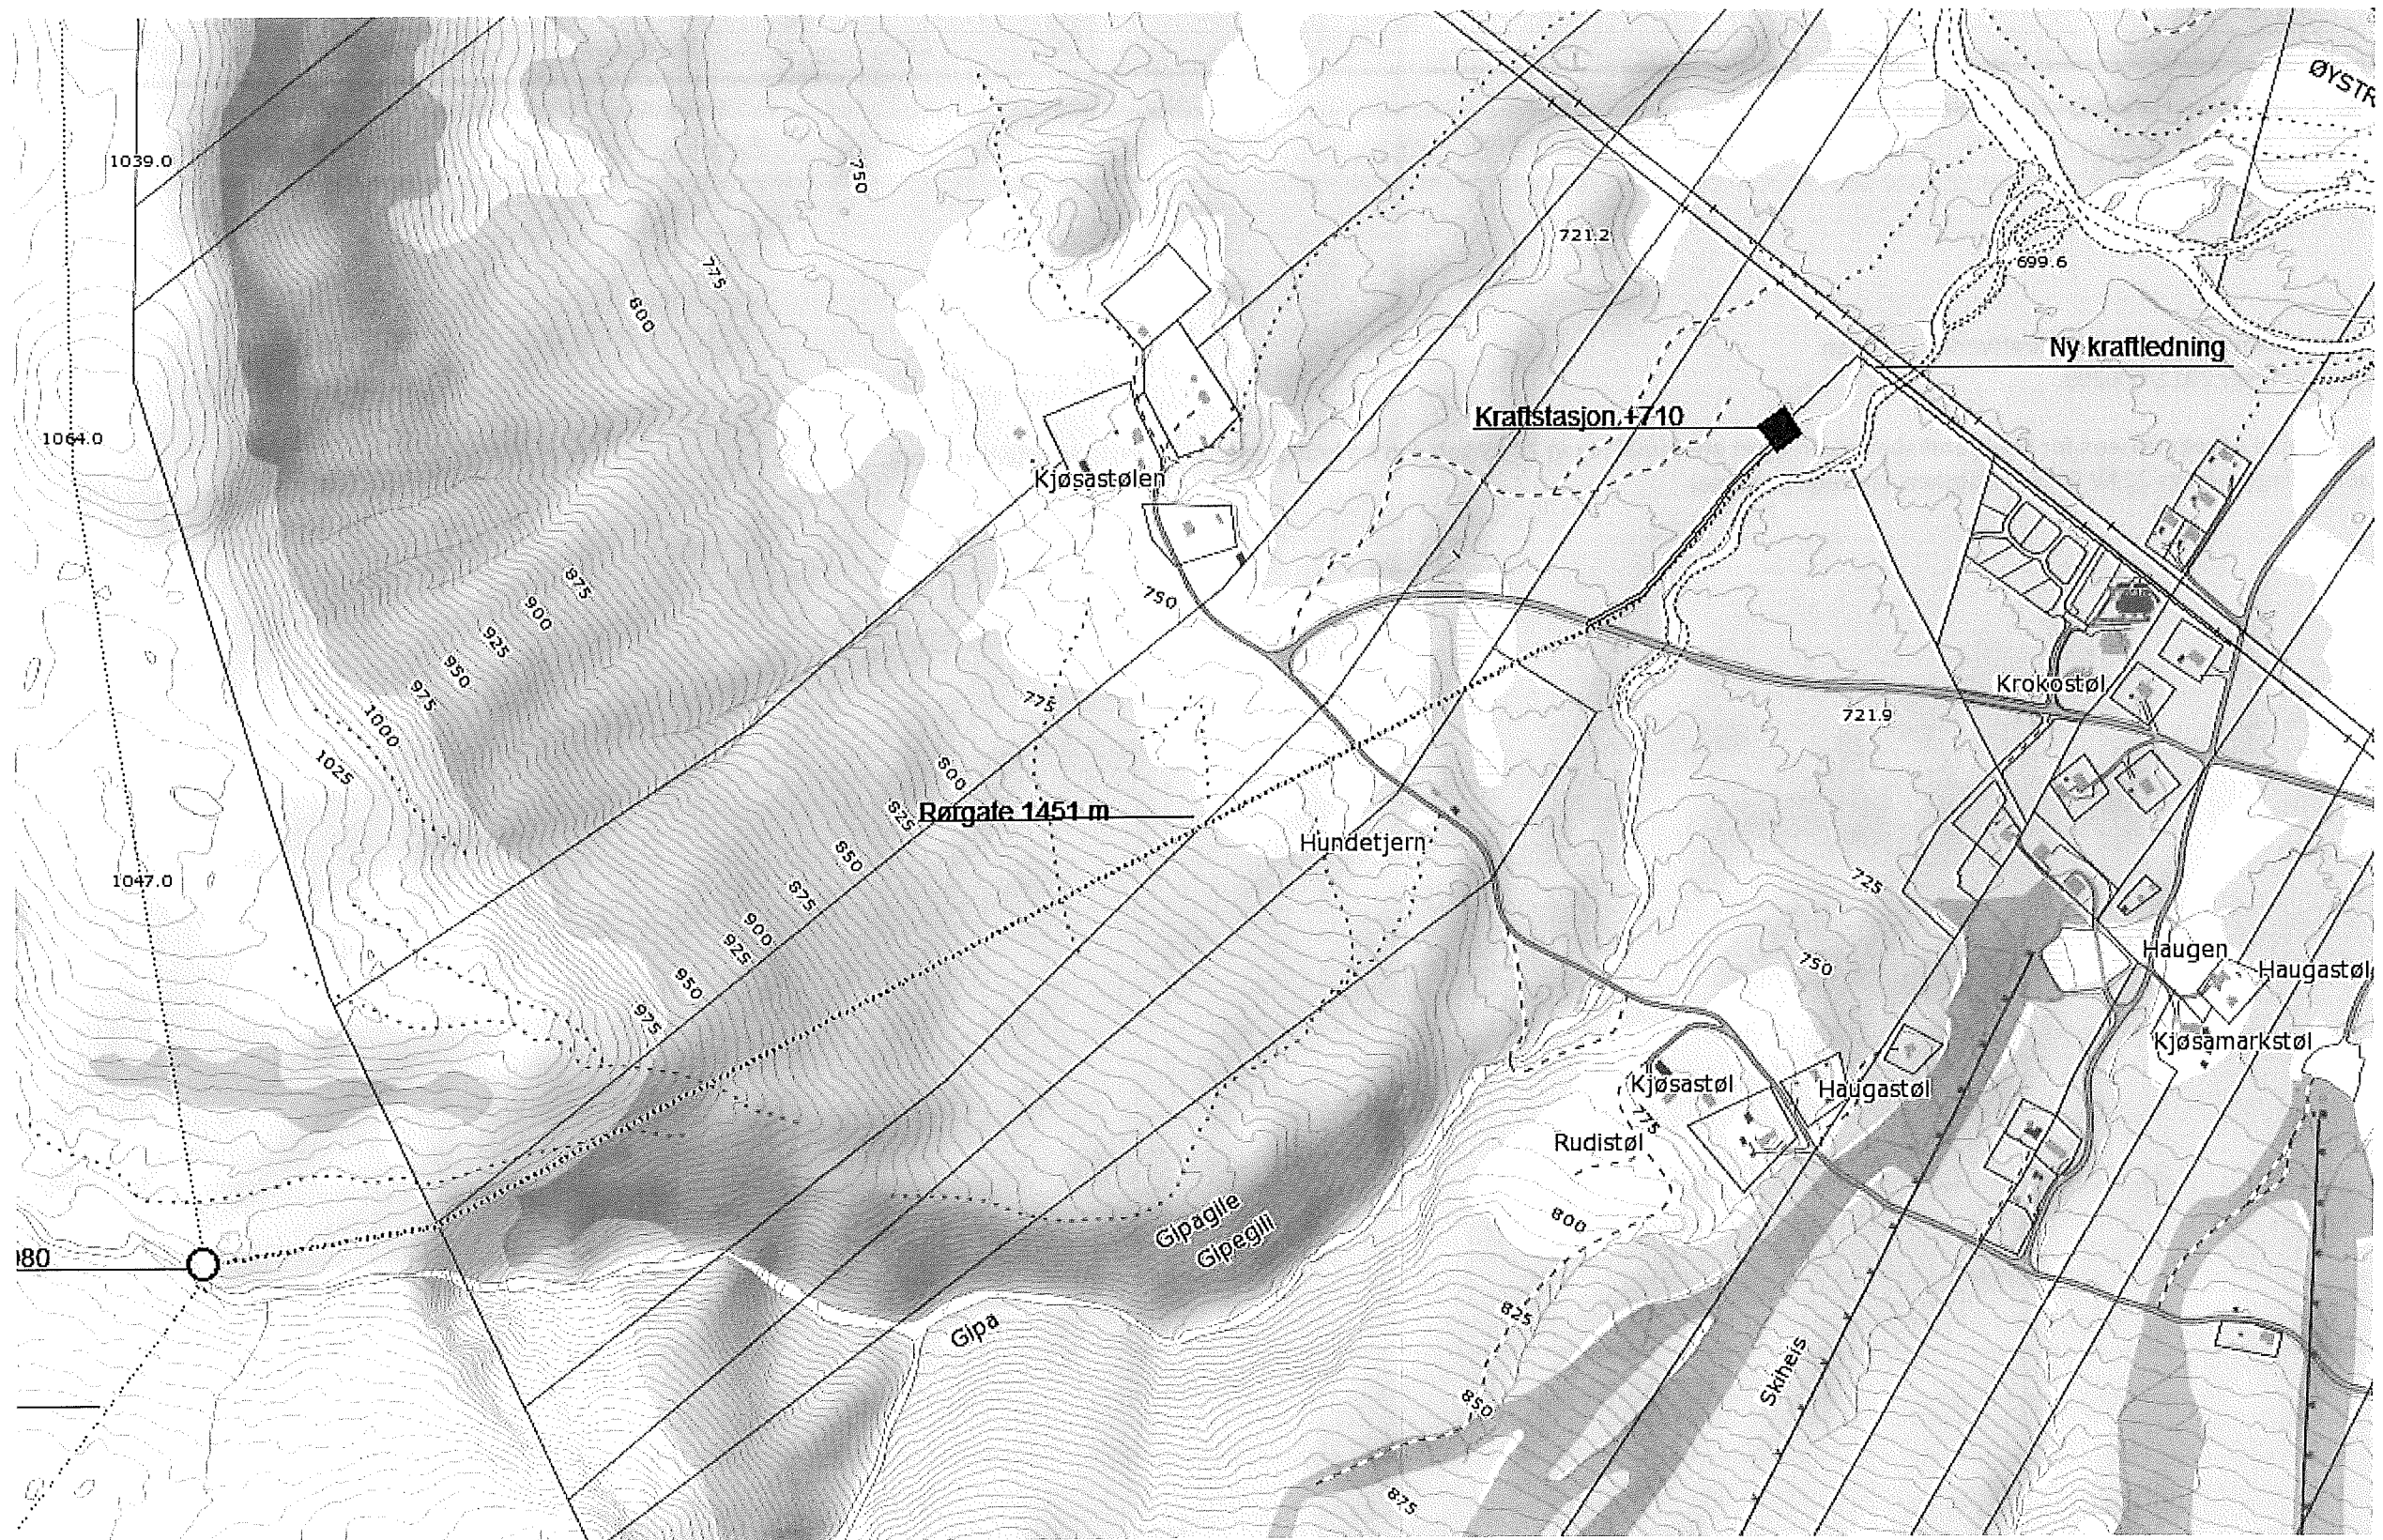 ØYSTR
1039.0
750
721.2
699.6
775
800
Ny kraftledning
Kraftstasjon +710
1064.0
Kjøsastølen
875
750
900
925
950
975
Krokostøl
775
721.9
1000
1025
800
825
Rørgate 1451 m
850
Hundetjern
875
1047.0
725
900
925
Haugen
750
Haugastøl
950
975
Kjøsamarkstøl
Kjøsastøl
Haugastøl
775
Rudistøl
Gipagile
Gipegili
800
80
825
Gipa
Skiheis
850
875